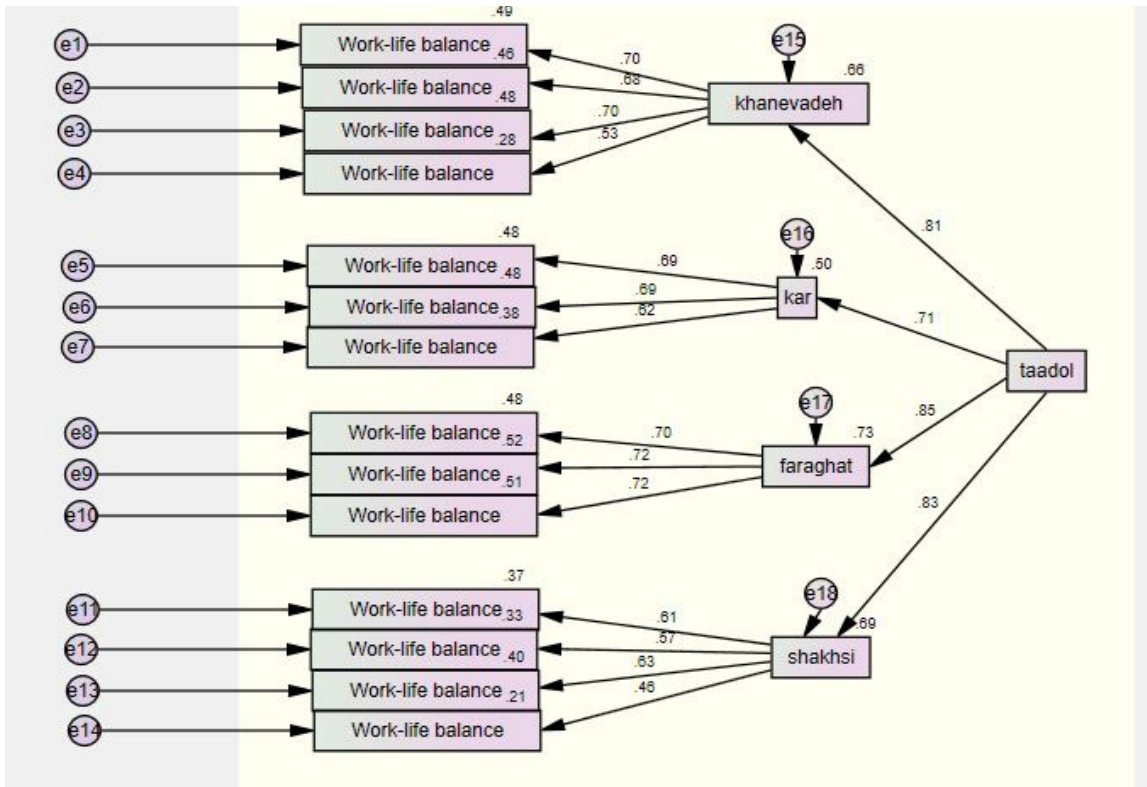 .49
e1 Work-life balance .46 .70 e15 .66
e2 Work-life balance .48 .68 khanevadeh
e3 Work-life balance .28 .70
e4 Work-life balance .53
.81
.48 e16
e5 Work-life balance .48 .69 .50
e6 Work-life balance .38 .69 kar
e7 Work-life balance .62 .71
taadol
.48 e17 .85
e8 Work-life balance .52 .70 .73
e9 Work-life balance .51 .72 faraghat
e10 Work-life balance .72
.83
.37 e18
e11 Work-life balance .33 .61 .69
e12 Work-life balance .40 .57 shakhsi
e13 Work-life balance .21 .63
e14 Work-life balance .46